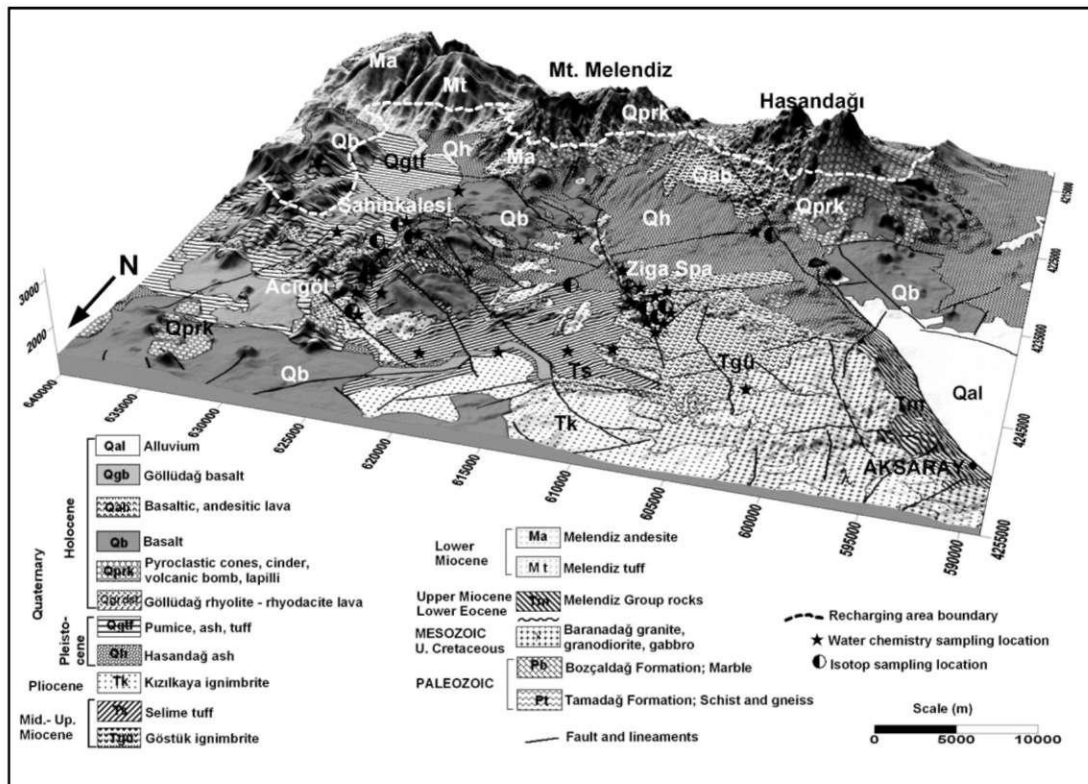 Ma
Mt
Mt. Melendiz
Qprk
Hasandağı
Qb
Qh
Qgtf
Ma
Qab
Qprk
Şahinkalesi
Qb
Qh
Ziga Spa
Qb
Acıgöl
Qprk
Qb
Ts
Tgü
Tk
Tm
Qal
AKSARAY
N
3000
2000
640000
635000
630000
625000
620000
615000
610000
605000
600000
595000
590000
4255000
4245000
4235000
4225000
4215000
Quaternary
Holocene
Qal Alluvium
Qgb Göllüdağ basalt
Qab Basaltic, andesitic lava
Qb Basalt
Qprk Pyroclastic cones, cinder,
volcanic bomb, lapilli
Göllüdağ rhyolite - rhyodacite lava
Pleisto-
cene
Qgtf Pumice, ash, tuff
Qh Hasandağ ash
Pliocene
Tk Kızılkaya ignimbrite
Mid.- Up.
Miocene
Selime tuff
Tgü Göstük ignimbrite
Lower
Miocene
Ma Melendiz andesite
Mt Melendiz tuff
Upper Miocene
Lower Eocene
Tm Melendiz Group rocks
MESOZOIC
U. Cretaceous
Baranadağ granite,
granodiorite, gabbro
PALEOZOIC
Pb Bozçaldağ Formation; Marble
Pt Tamadağ Formation; Schist and gneiss
Fault and lineaments
Recharging area boundary
Water chemistry sampling location
Isotop sampling location
Scale (m)
0 5000 10000